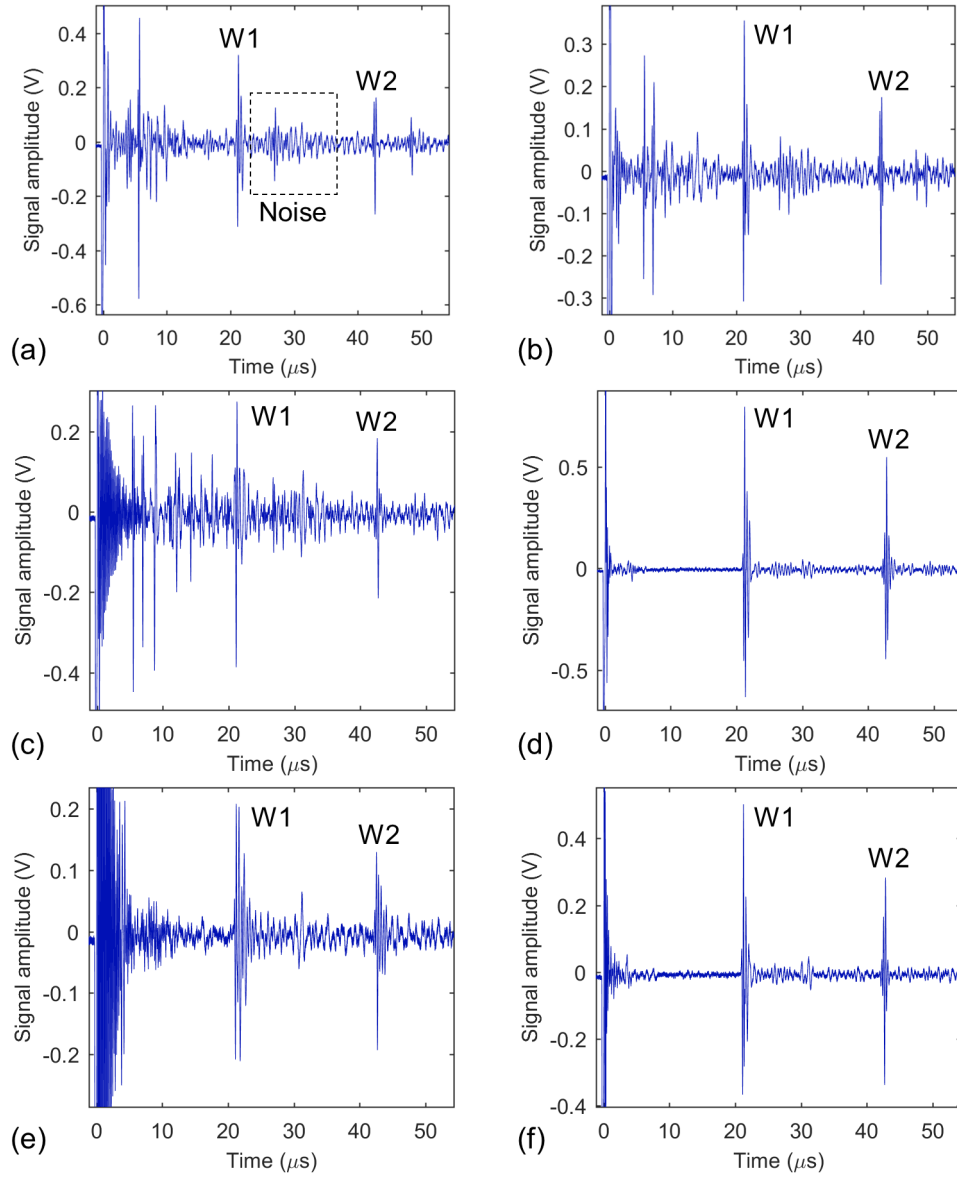 0.4
0.2
0
-0.2
-0.4
-0.6
Signal amplitude (V)
W1
W2
Noise
0 10 20 30 40 50
Time (μs)
(a)
0.3
0.2
0.1
0
-0.1
-0.2
-0.3
Signal amplitude (V)
W1
W2
0 10 20 30 40 50
Time (μs)
(b)
0.2
0
-0.2
-0.4
Signal amplitude (V)
W1
W2
0 10 20 30 40 50
Time (μs)
(c)
0.5
0
-0.5
Signal amplitude (V)
W1
W2
0 10 20 30 40 50
Time (μs)
(d)
0.2
0.1
0
-0.1
-0.2
Signal amplitude (V)
W1
W2
0 10 20 30 40 50
Time (μs)
(e)
0.4
0.2
0
-0.2
-0.4
Signal amplitude (V)
W1
W2
0 10 20 30 40 50
Time (μs)
(f)